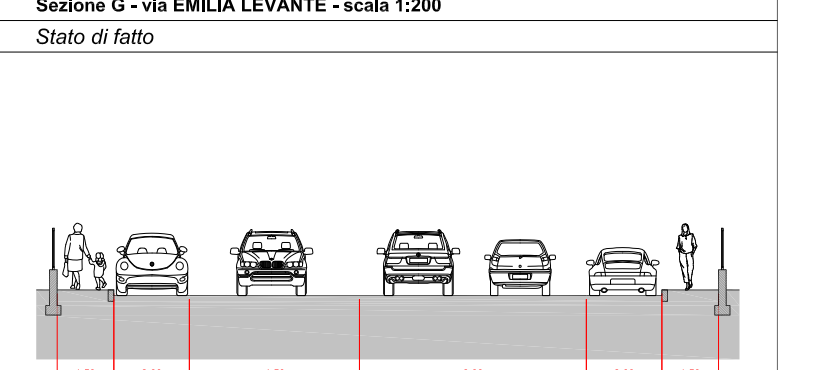 Sezione G - via EMILIA LEVANTE - scala 1:200
Stato di fatto